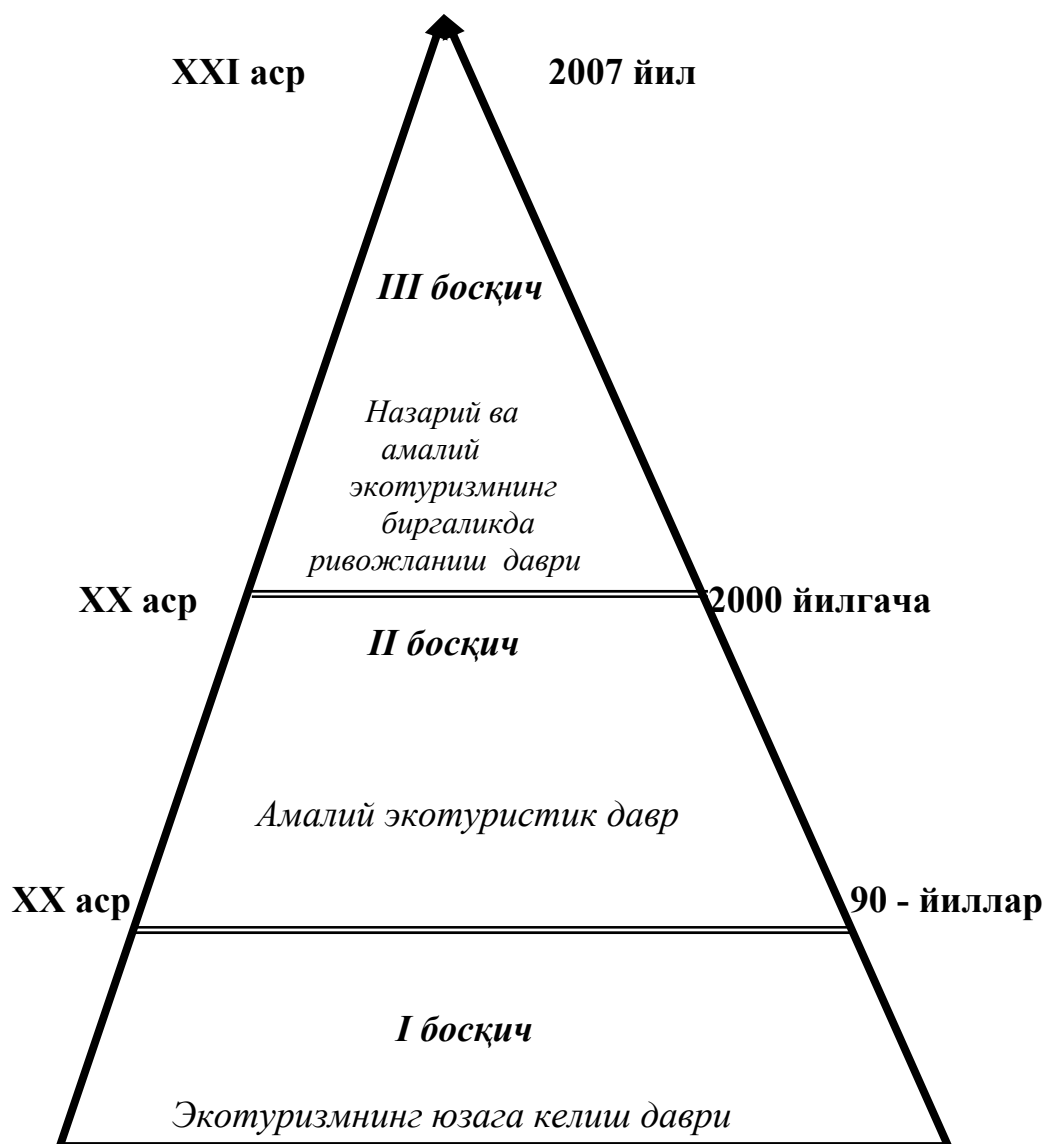 XXI аср 2007 йил
III босқич
Назарий ва
амалий
экотуризмнинг
биргаликда
ривожланиш даври
XX аср 2000 йилгача
II босқич
Амалий экотуристик давр
XX аср 90 - йиллар
I босқич
Экотуризмнинг юзага келиш даври